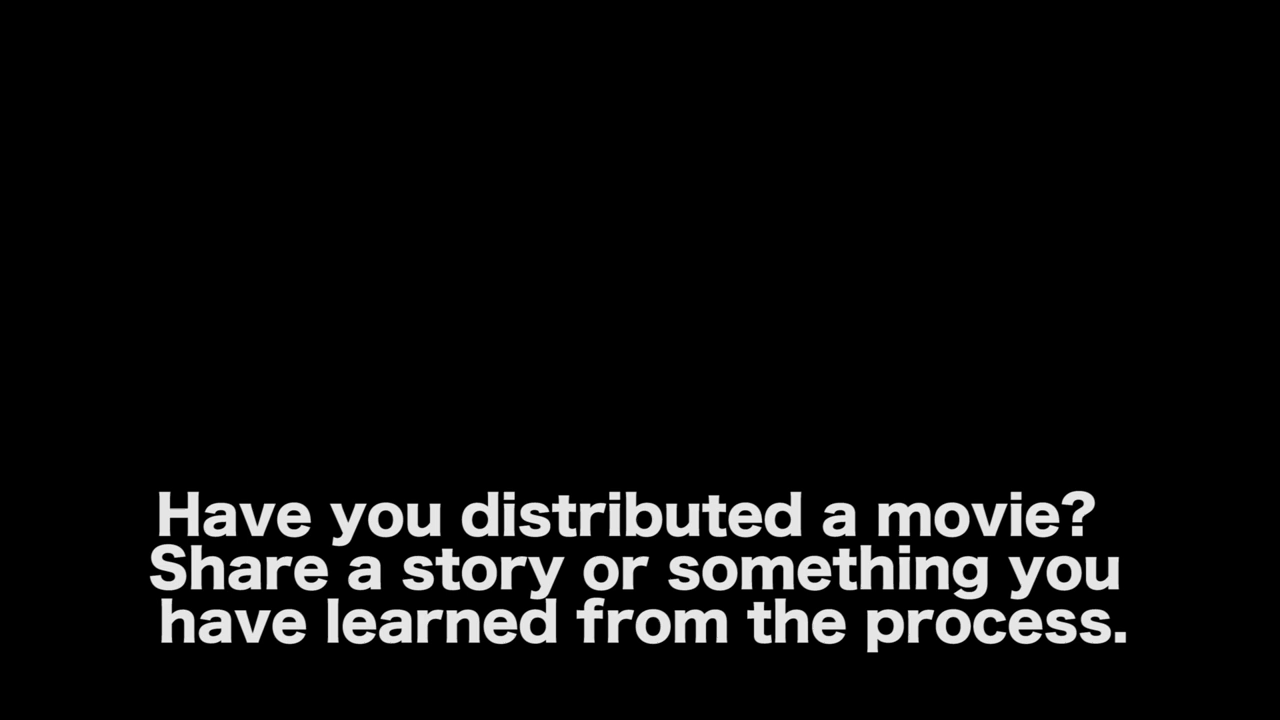 Have you distributed a movie?
Share a story or something you
have learned from the process.